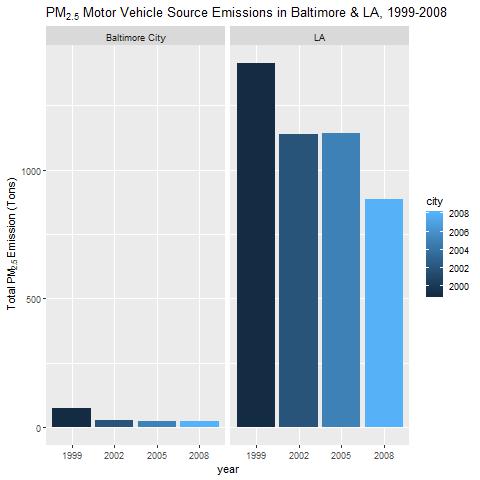 PM2.5 Motor Vehicle Source Emissions in Baltimore & LA, 1999-2008
Baltimore City
LA
Total PM2.5 Emission (Tons)
1000
500
0
1999
2002
2005
2008
1999
2002
2005
2008
year
city
2008
2006
2004
2002
2000